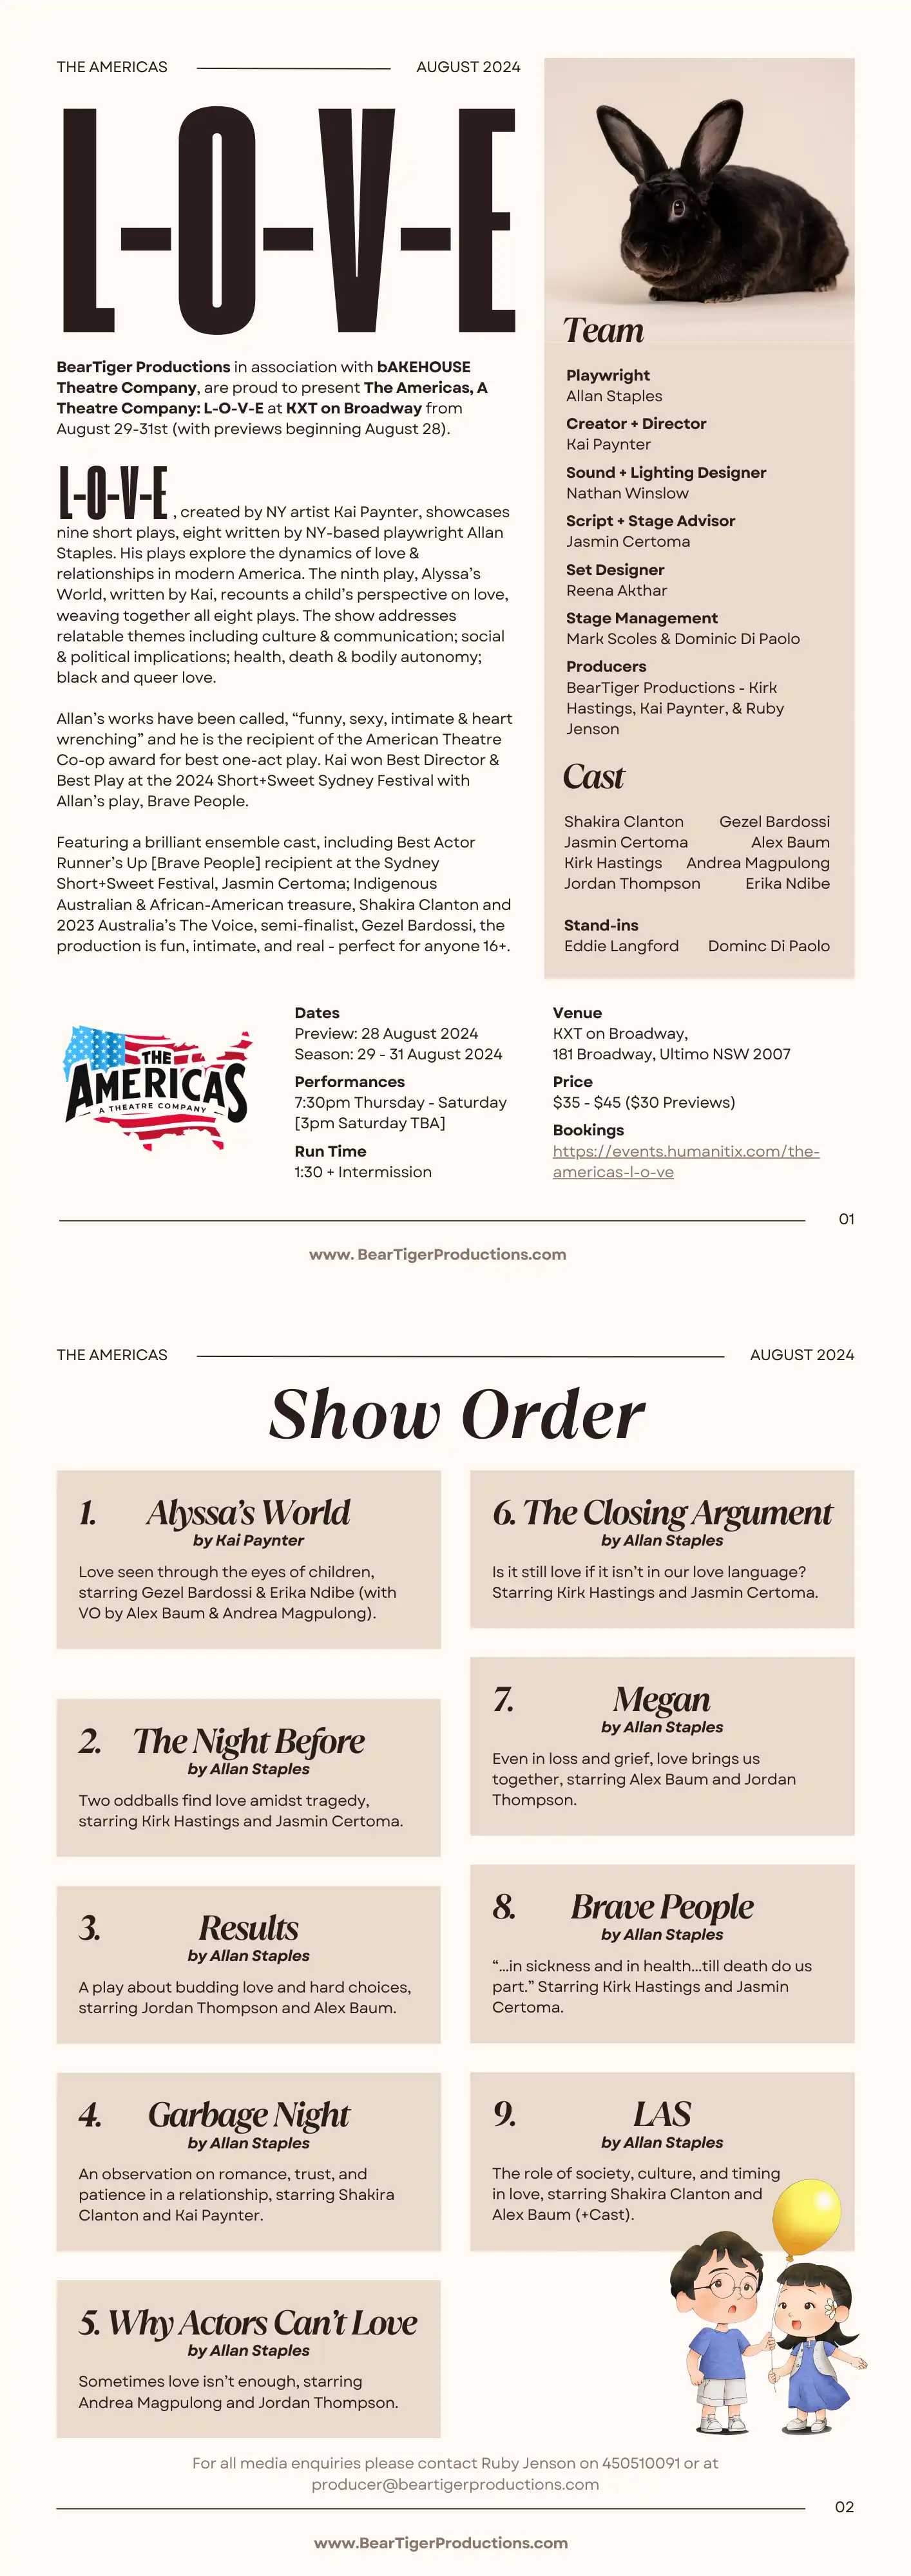 THE AMERICAS
AUGUST 2024
L-O-V-E
BearTiger Productions in association with bAKEHOUSE
Theatre Company, are proud to present The Americas, A
Theatre Company: L-O-V-E at KXT on Broadway from
August 29-31st (with previews beginning August 28).
L-O-V-E , created by NY artist Kai Paynter, showcases
nine short plays, eight written by NY-based playwright Allan
Staples. His plays explore the dynamics of love &
relationships in modern America. The ninth play, Alyssa's
World, written by Kai, recounts a child's perspective on love,
weaving together all eight plays. The show addresses
relatable themes including culture & communication; social
& political implications; health, death & bodily autonomy;
black and queer love.
Allan's works have been called, “funny, sexy, intimate & heart
wrenching” and he is the recipient of the American Theatre
Co-op award for best one-act play. Kai won Best Director &
Best Play at the 2024 Short+Sweet Sydney Festival with
Allan's play, Brave People.
Featuring a brilliant ensemble cast, including Best Actor
Runner's Up [Brave People] recipient at the Sydney
Short+Sweet Festival, Jasmin Certoma; Indigenous
Australian & African-American treasure, Shakira Clanton and
2023 Australia's The Voice, semi-finalist, Gezel Bardossi, the
production is fun, intimate, and real - perfect for anyone 16+.
Team
Playwright
Allan Staples
Creator + Director
Kai Paynter
Sound + Lighting Designer
Nathan Winslow
Script + Stage Advisor
Jasmin Certoma
Set Designer
Reena Akthar
Stage Management
Mark Scoles & Dominic Di Paolo
Producers
BearTiger Productions - Kirk
Hastings, Kai Paynter, & Ruby
Jenson
Cast
Shakira Clanton Gezel Bardossi
Jasmin Certoma Alex Baum
Kirk Hastings Andrea Magpulong
Jordan Thompson Erika Ndibe
Stand-ins
Eddie Langford Dominc Di Paolo
THE
AMERICAS
A THEATRE COMPANY
Dates
Preview: 28 August 2024
Season: 29 - 31 August 2024
Performances
7:30pm Thursday - Saturday
[3pm Saturday TBA]
Run Time
1:30 + Intermission
Venue
KXT on Broadway,
181 Broadway, Ultimo NSW 2007
Price
$35 - $45 ($30 Previews)
Bookings
https://events.humanitix.com/the-
americas-l-o-ve
01
www. BearTigerProductions.com
THE AMERICAS
AUGUST 2024
Show Order
1. Alyssa's World
by Kai Paynter
Love seen through the eyes of children,
starring Gezel Bardossi & Erika Ndibe (with
VO by Alex Baum & Andrea Magpulong).
2. The Night Before
by Allan Staples
Two oddballs find love amidst tragedy,
starring Kirk Hastings and Jasmin Certoma.
3. Results
by Allan Staples
A play about budding love and hard choices,
starring Jordan Thompson and Alex Baum.
4. Garbage Night
by Allan Staples
An observation on romance, trust, and
patience in a relationship, starring Shakira
Clanton and Kai Paynter.
5. Why Actors Can't Love
by Allan Staples
Sometimes love isn't enough, starring
Andrea Magpulong and Jordan Thompson.
6. The Closing Argument
by Allan Staples
Is it still love if it isn't in our love language?
Starring Kirk Hastings and Jasmin Certoma.
7. Megan
by Allan Staples
Even in loss and grief, love brings us
together, starring Alex Baum and Jordan
Thompson.
8. Brave People
by Allan Staples
“...in sickness and in health...till death do us
part.” Starring Kirk Hastings and Jasmin
Certoma.
9. LAS
by Allan Staples
The role of society, culture, and timing
in love, starring Shakira Clanton and
Alex Baum (+Cast).
For all media enquiries please contact Ruby Jenson on 450510091 or at
producer@beartigerproductions.com
02
www.BearTigerProductions.com